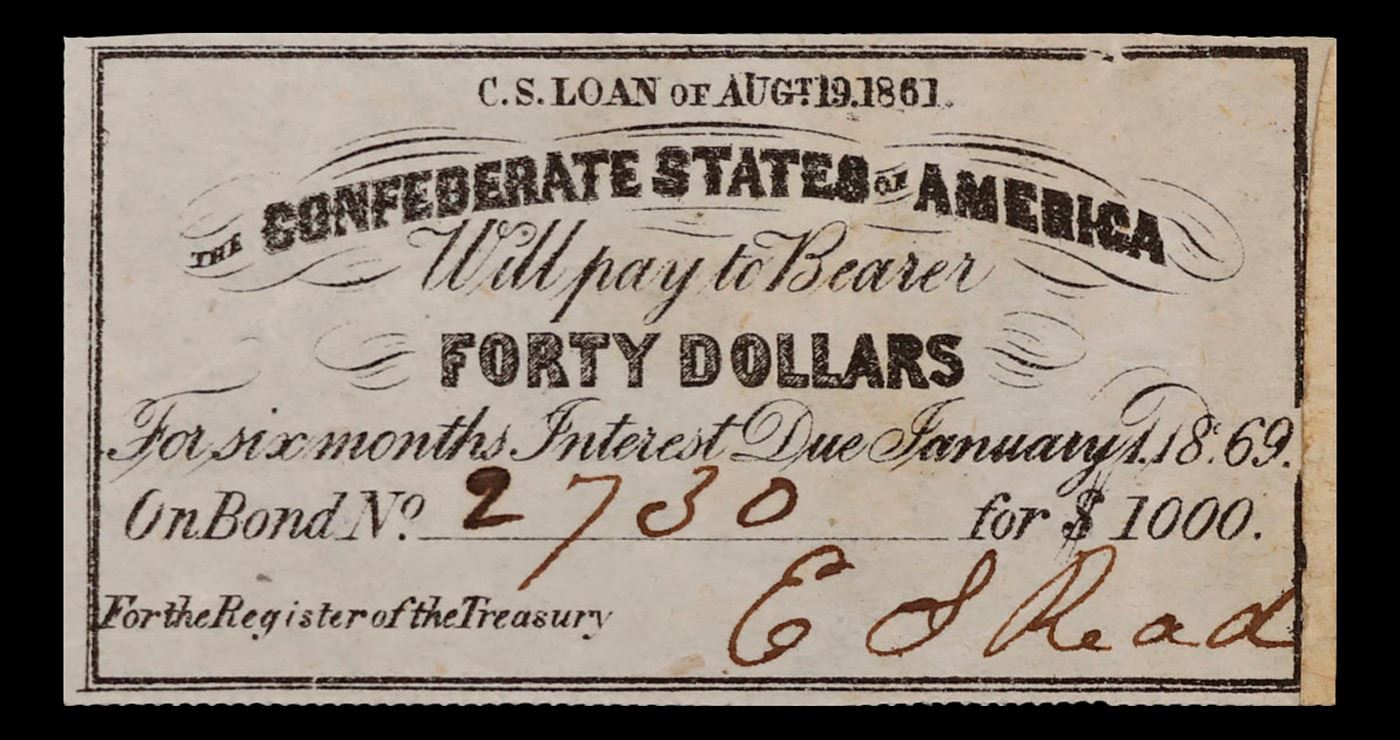 C. S. LOAN OF AUGT. 19. 1861.
THE CONFEDERATE STATES OF AMERICA
Will pay to Bearer
FORTY DOLLARS
For six months Interest Due January 1. 18.69.
On Bond No. 2730 for $ 1000.
For the Register of the Treasury E S Read